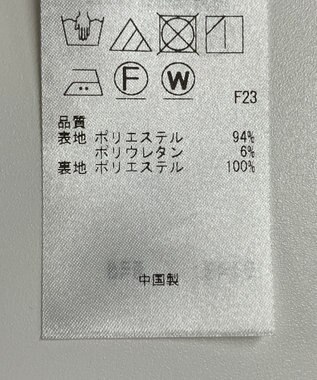 F W
F23
品質
表地 ポリエステル 94%
ポリウレタン 6%
裏地 ポリエステル 100%
中国製